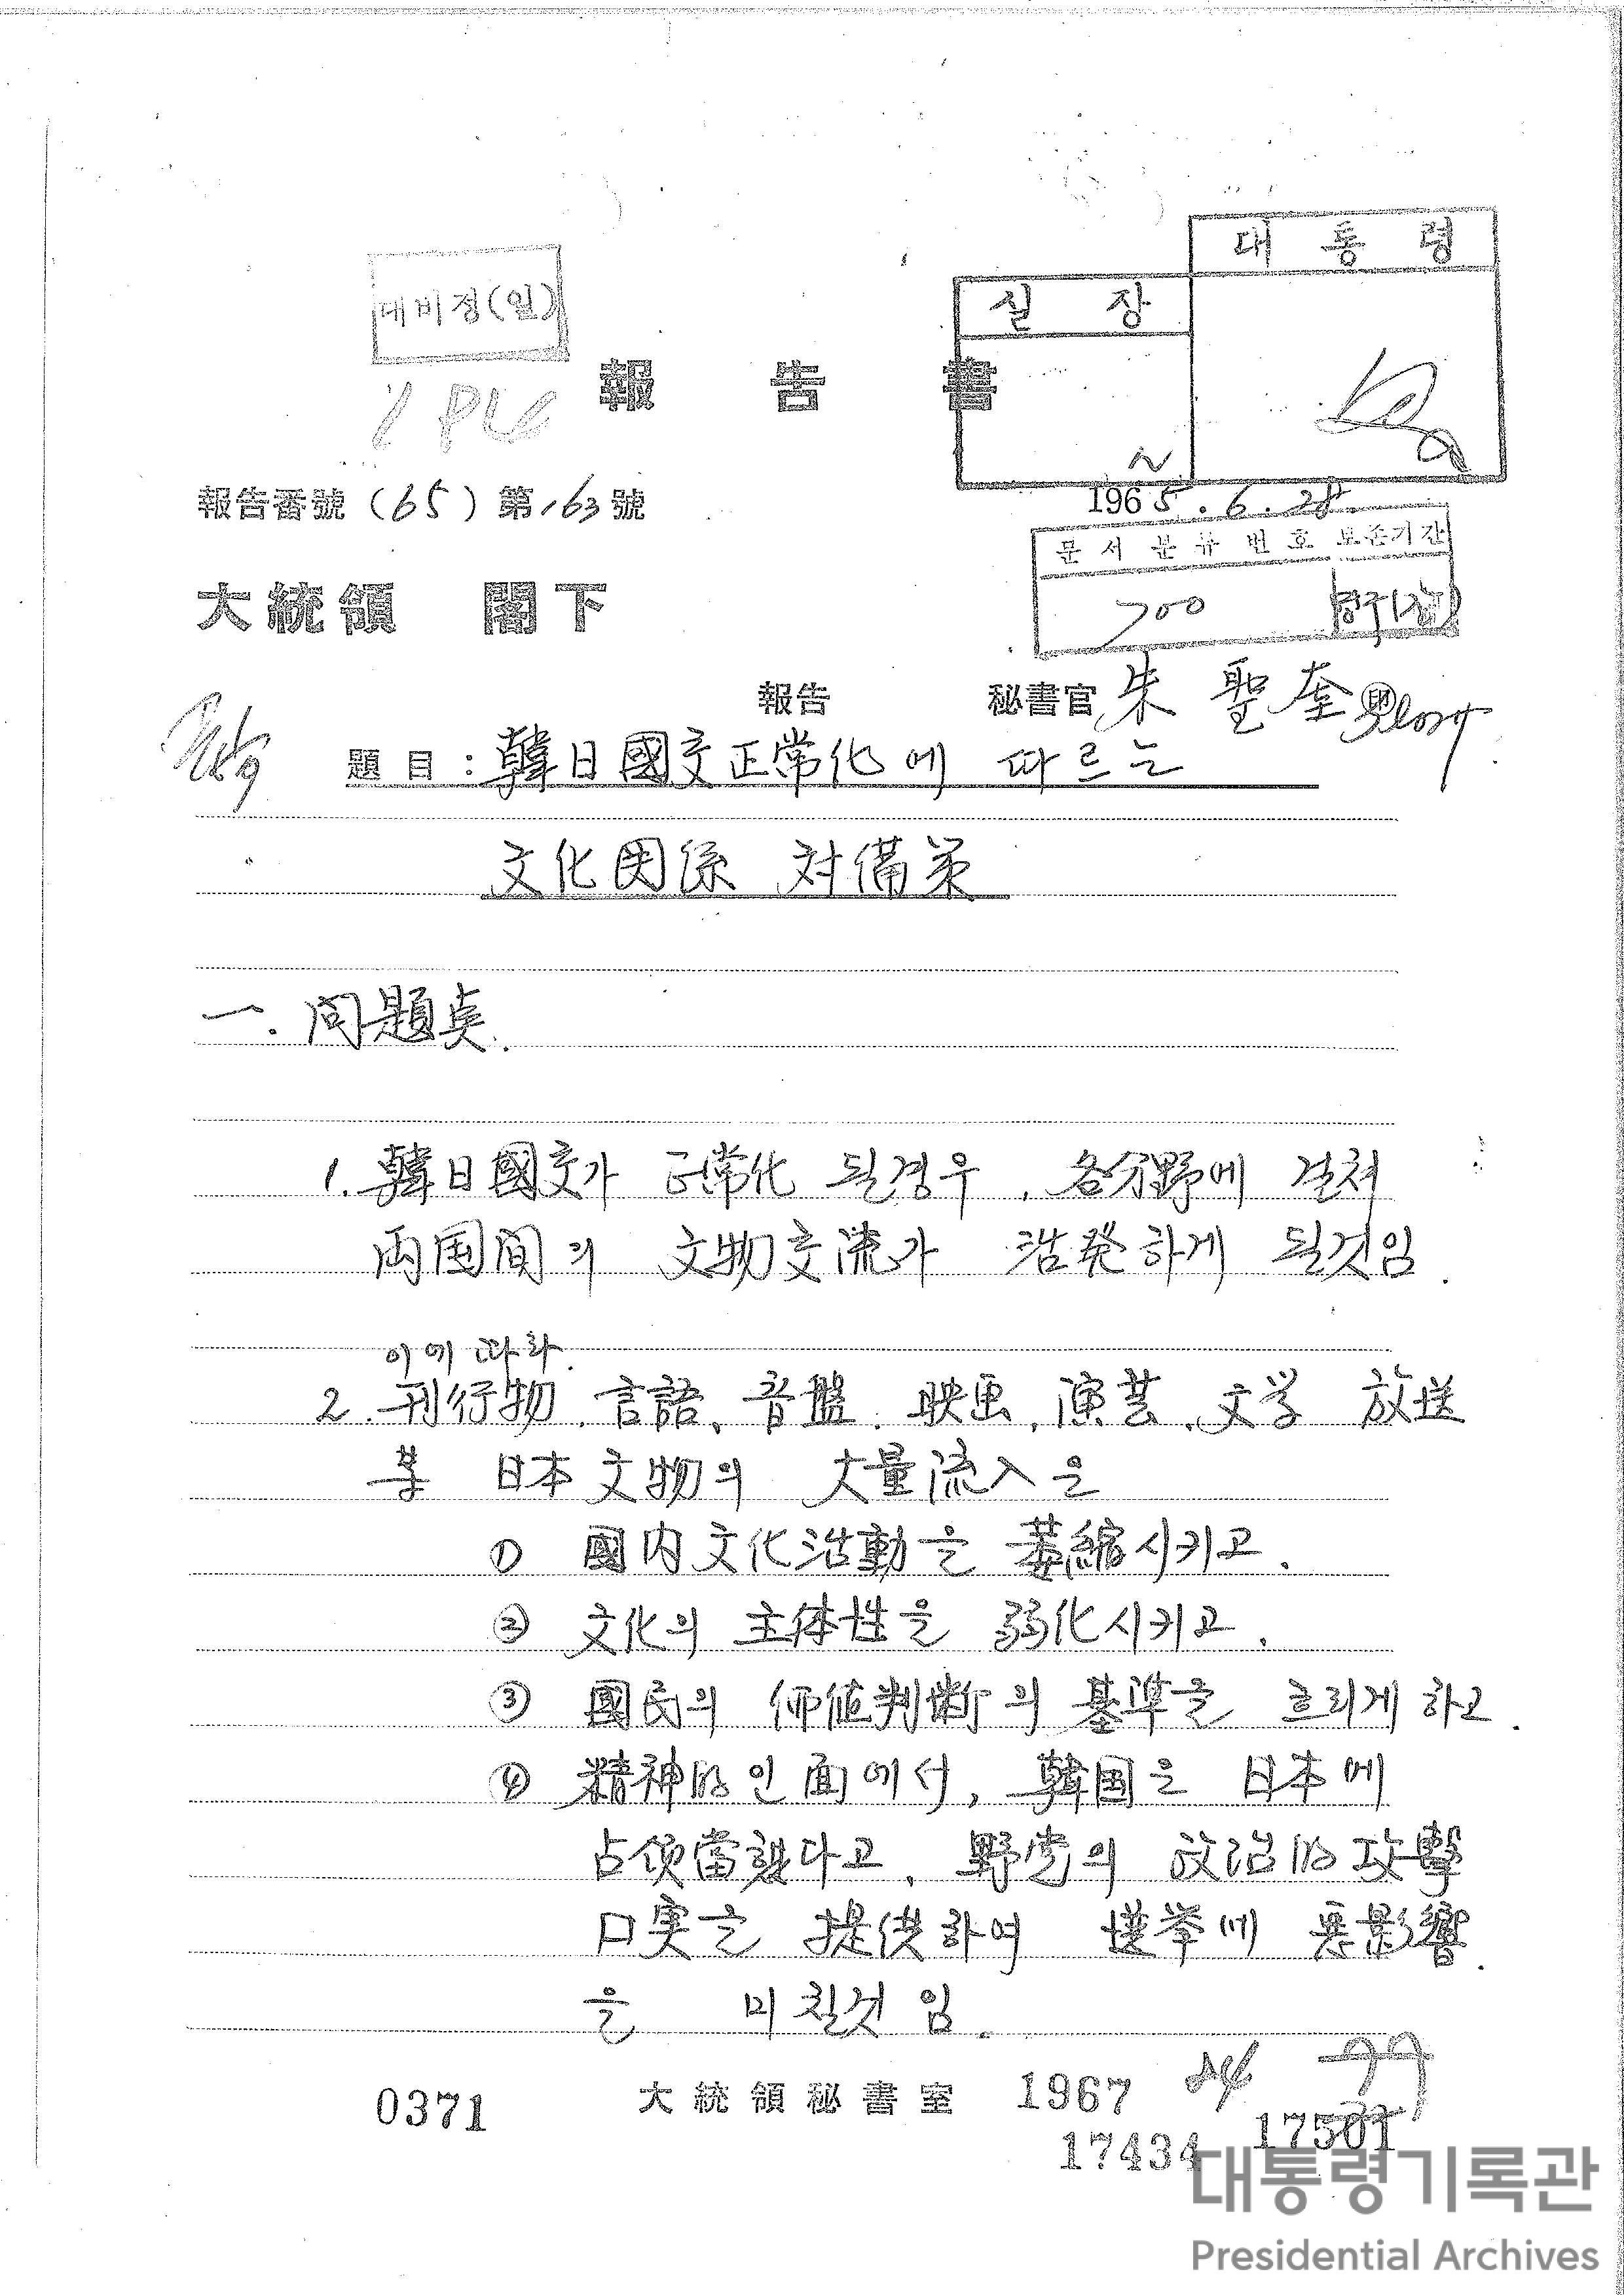 대통령
실장
대비정(일)
報告書
報告番號 (65) 第163號
1965.6.28
문서분류번호 보존기간
700 영구(갑)
大統領 閣下
報告 秘書官 朱聖奎
題目 : 韓日國交正常化에 따르는
文化関係 対備策
一. 問題点.
1. 韓日國交가 正常化 될경우, 各分野에 걸쳐
両国間의 文物交流가 活発하게 될것임.
이에 따라.
2. 刊行物, 言語, 音盤, 映画, 演芸, 文学 放送
等 日本文物의 大量流入은
① 國内文化活動을 萎縮시키고.
② 文化의 主体性을 弱化시키고.
③ 國民의 価値判断의 基準을 흐리게 하고.
④ 精神的인 面에서, 韓国은 日本에
占領當했다고, 野党의 政治的攻擊
口実을 提供하여 選挙에 悪影響
을 미칠것임.
0371
大統領秘書室
1967
17434
17501
대통령기록관
Presidential Archives